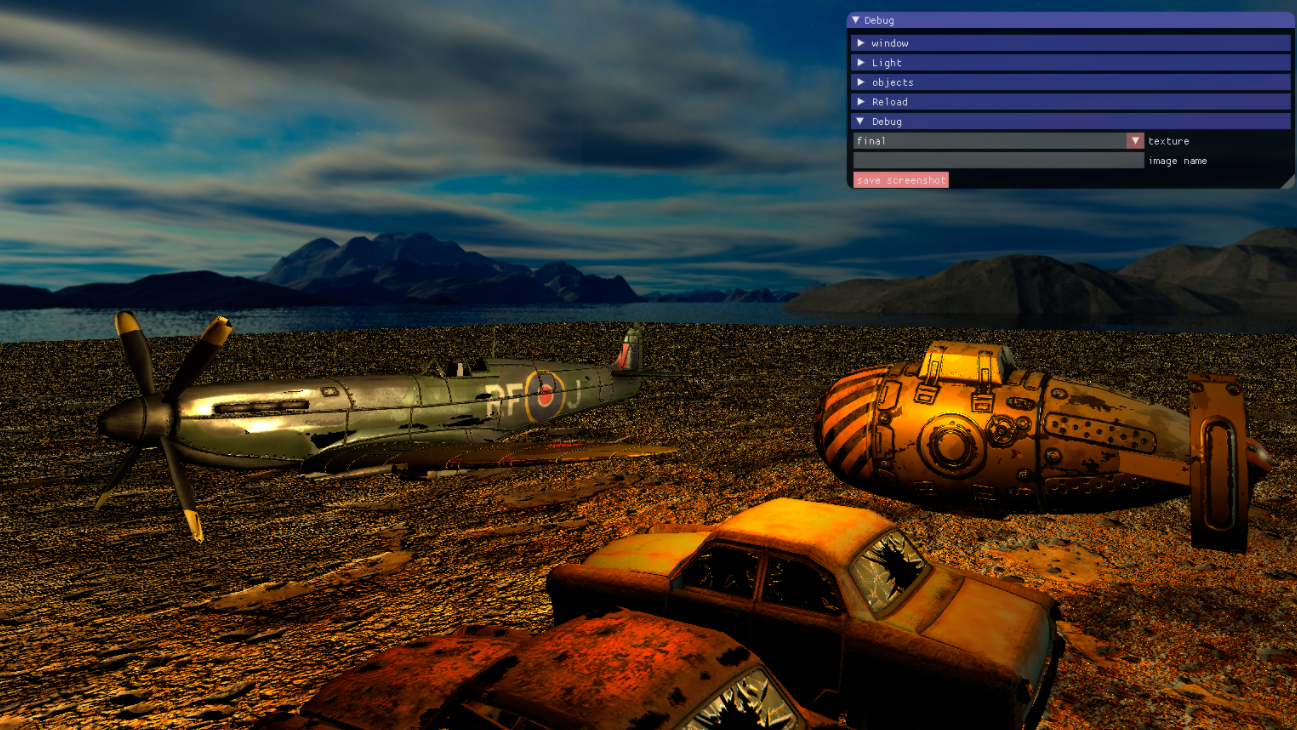 Debug
window
Light
objects
Reload
Debug
final
texture
image name
save screenshot
RF J